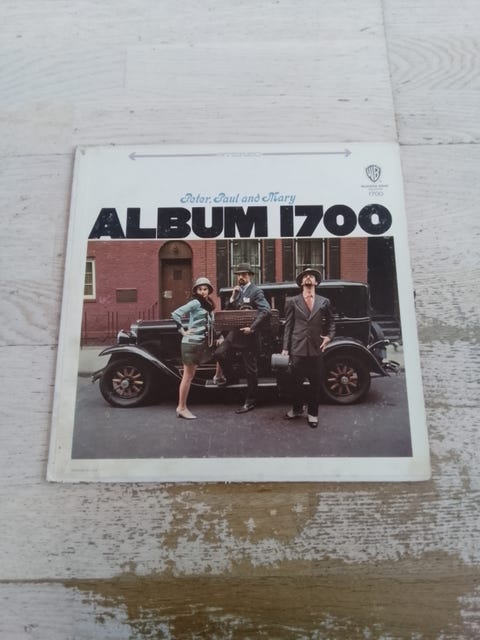 WB
1700
Peter, Paul and Mary
ALBUM 1700